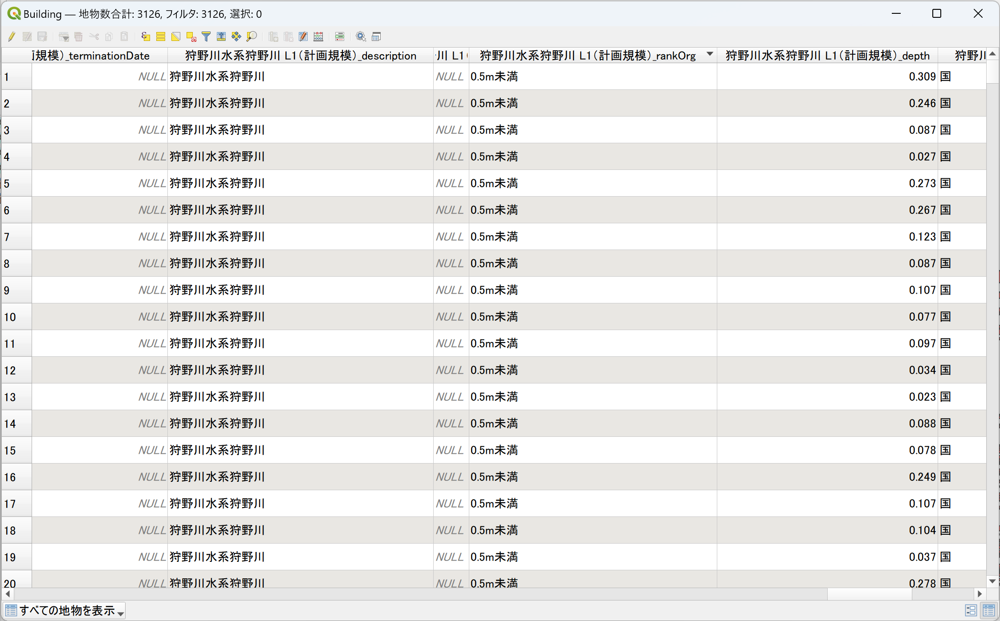 Building — 地物数合計: 3126, フィルタ: 3126, 選択: 0
規模)_terminationDate 狩野川水系狩野川 L1(計画規模)_description 川 L1( 狩野川水系狩野川 L1(計画規模)_rankOrg 狩野川水系狩野川 L1(計画規模)_depth 狩野川
1 NULL 狩野川水系狩野川 NULL 0.5m未満 0.309 国
2 NULL 狩野川水系狩野川 NULL 0.5m未満 0.246 国
3 NULL 狩野川水系狩野川 NULL 0.5m未満 0.087 国
4 NULL 狩野川水系狩野川 NULL 0.5m未満 0.027 国
5 NULL 狩野川水系狩野川 NULL 0.5m未満 0.273 国
6 NULL 狩野川水系狩野川 NULL 0.5m未満 0.267 国
7 NULL 狩野川水系狩野川 NULL 0.5m未満 0.123 国
8 NULL 狩野川水系狩野川 NULL 0.5m未満 0.087 国
9 NULL 狩野川水系狩野川 NULL 0.5m未満 0.107 国
10 NULL 狩野川水系狩野川 NULL 0.5m未満 0.077 国
11 NULL 狩野川水系狩野川 NULL 0.5m未満 0.097 国
12 NULL 狩野川水系狩野川 NULL 0.5m未満 0.034 国
13 NULL 狩野川水系狩野川 NULL 0.5m未満 0.023 国
14 NULL 狩野川水系狩野川 NULL 0.5m未満 0.088 国
15 NULL 狩野川水系狩野川 NULL 0.5m未満 0.078 国
16 NULL 狩野川水系狩野川 NULL 0.5m未満 0.249 国
17 NULL 狩野川水系狩野川 NULL 0.5m未満 0.107 国
18 NULL 狩野川水系狩野川 NULL 0.5m未満 0.104 国
19 NULL 狩野川水系狩野川 NULL 0.5m未満 0.037 国
20 NULL 狩野川水系狩野川 NULL 0.5m未満 0.278 国
すべての地物を表示